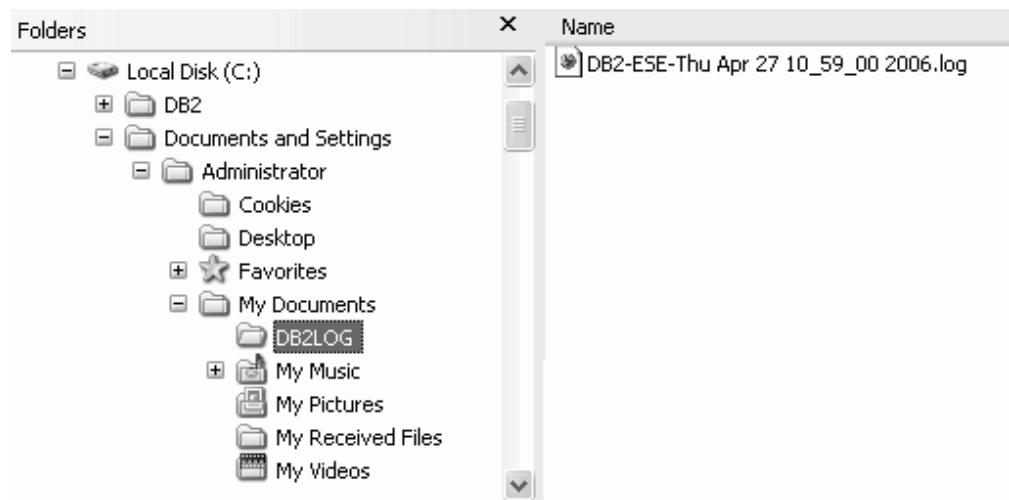 Folders
Local Disk (C:)
DB2
Documents and Settings
Administrator
Cookies
Desktop
Favorites
My Documents
DB2LOG
My Music
My Pictures
My Received Files
My Videos
Name
DB2-ESE-Thu Apr 27 10_59_00 2006.log